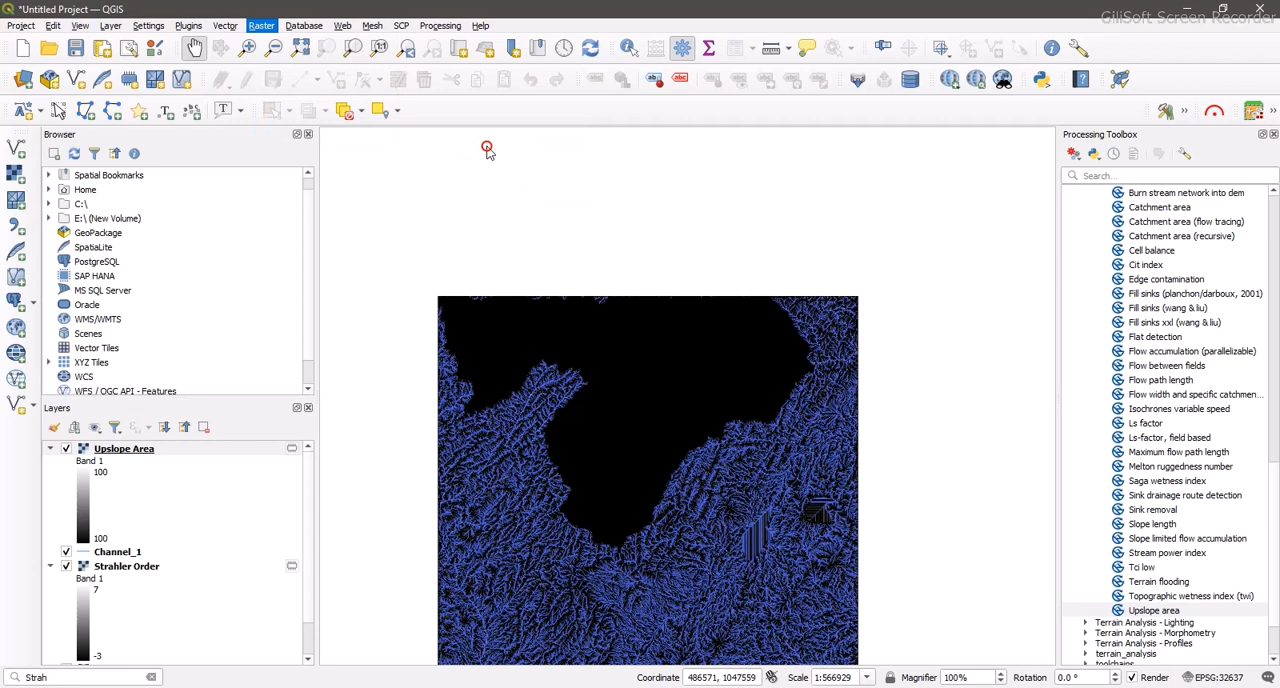 *Untitled Project — QGIS
GiliSoft Screen Recorder
Project Edit View Layer Settings Plugins Vector Raster Database Web Mesh SCP Processing Help
Browser
Spatial Bookmarks
Home
C:\
E:\ (New Volume)
GeoPackage
SpatiaLite
PostgreSQL
SAP HANA
MS SQL Server
Oracle
WMS/WMTS
Scenes
Vector Tiles
XYZ Tiles
WCS
WFS / OGC API - Features
Layers
Upslope Area
Band 1
100
100
Channel_1
Strahler Order
Band 1
7
-3
Processing Toolbox
Search...
Burn stream network into dem
Catchment area
Catchment area (flow tracing)
Catchment area (recursive)
Cell balance
Cit index
Edge contamination
Fill sinks (planchon/darboux, 2001)
Fill sinks (wang & liu)
Fill sinks xxl (wang & liu)
Flat detection
Flow accumulation (parallelizable)
Flow between fields
Flow path length
Flow width and specific catchmen...
Isochrones variable speed
Ls factor
Ls-factor, field based
Maximum flow path length
Melton ruggedness number
Saga wetness index
Sink drainage route detection
Sink removal
Slope length
Slope limited flow accumulation
Stream power index
Tci low
Terrain flooding
Topographic wetness index (twi)
Upslope area
Terrain Analysis - Lighting
Terrain Analysis - Morphometry
Terrain Analysis - Profiles
terrain_analysis
toolchains
Strah
Coordinate 486571, 1047559 Scale 1:566929 Magnifier 100% Rotation 0.0 ° Render EPSG:32637